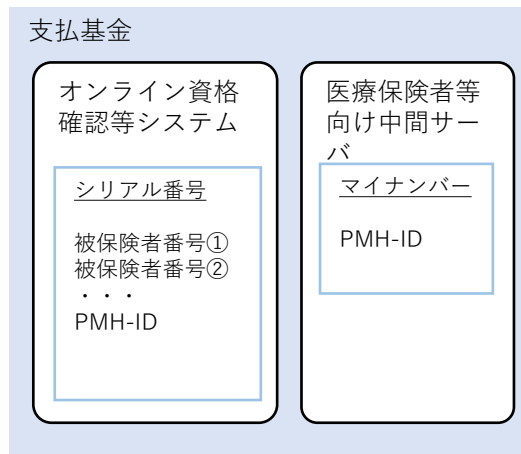 支払基金
オンライン資格
確認等システム
シリアル番号
被保険者番号①
被保険者番号②
・・・
PMH-ID
医療保険者等
向け中間サー
バ
マイナンバー
PMH-ID